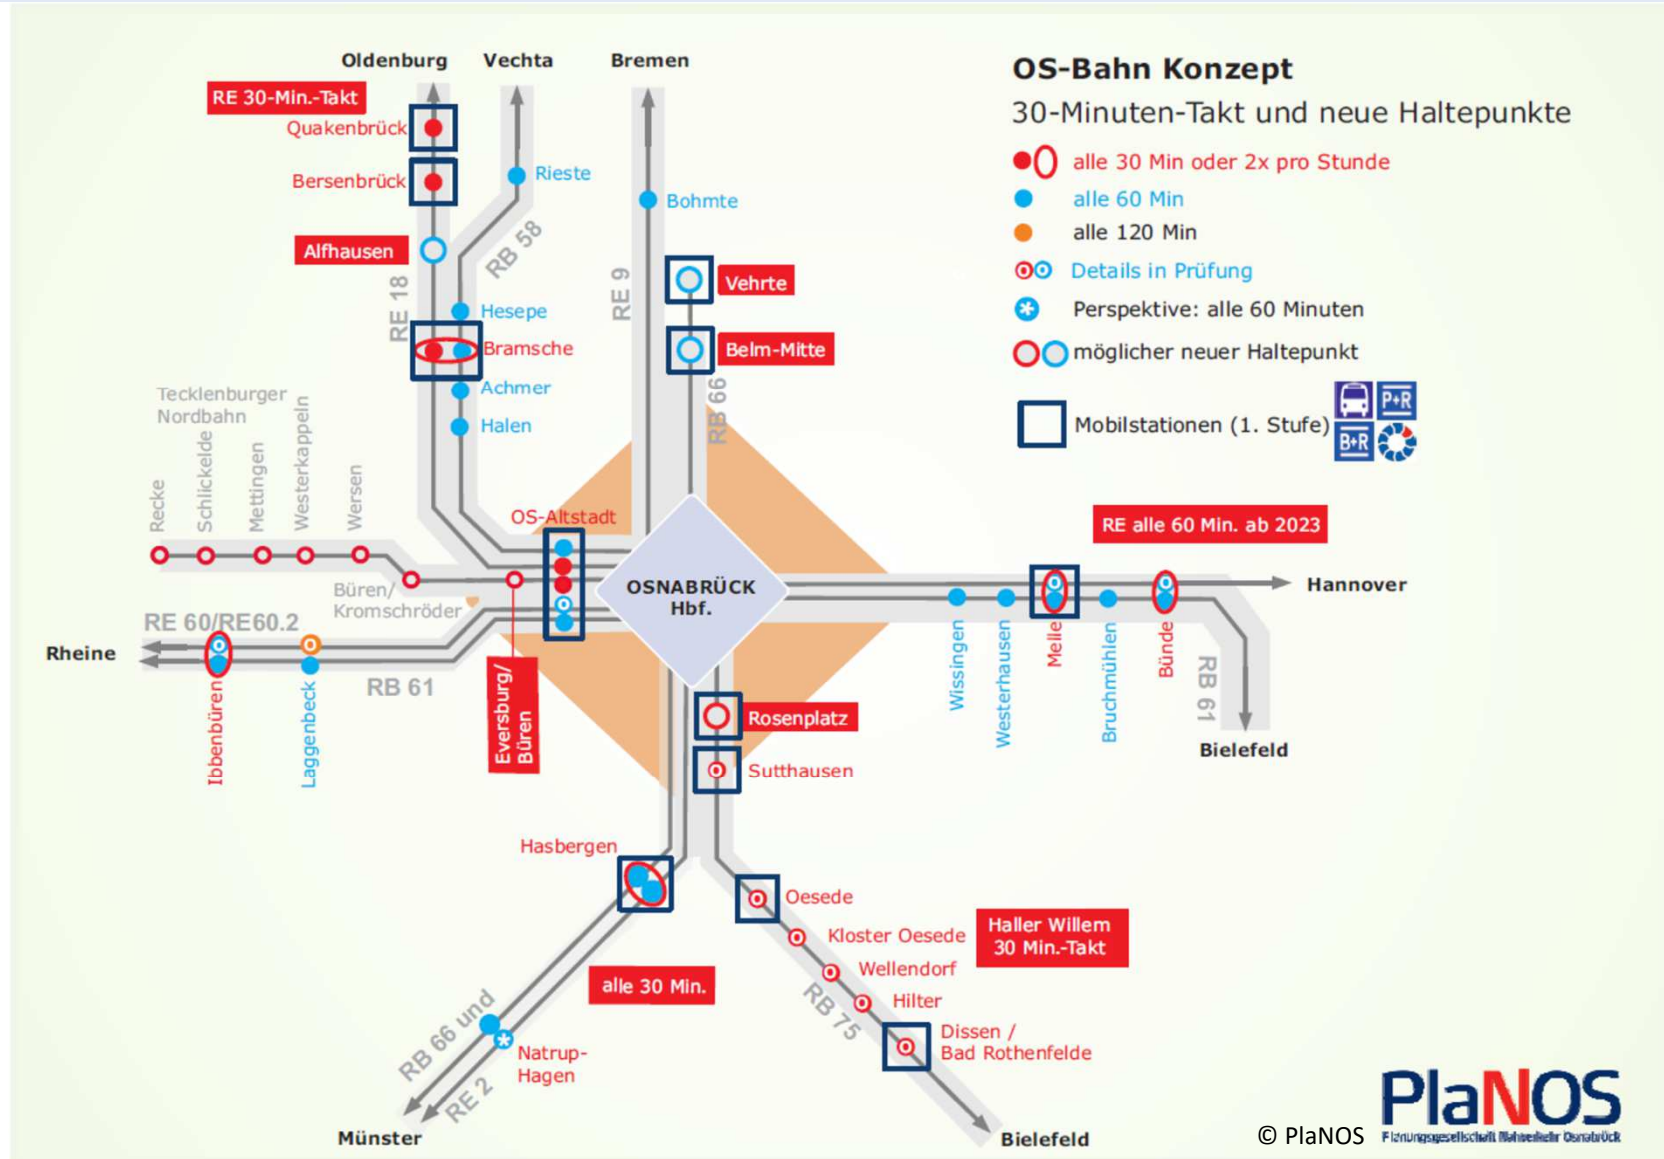 OS-Bahn Konzept
30-Minuten-Takt und neue Haltepunkte
alle 30 Min oder 2x pro Stunde
alle 60 Min
alle 120 Min
Details in Prüfung
Perspektive: alle 60 Minuten
möglicher neuer Haltepunkt
Mobilstationen (1. Stufe)
P+R
B+R
Oldenburg
Vechta
Bremen
RE 30-Min.-Takt
Quakenbrück
Bersenbrück
Rieste
Bohmte
Alfhausen
RB 58
RE 18
RE 9
Vehrte
Hesepe
Bramsche
Belm-Mitte
Achmer
Halen
RB 66
Tecklenburger
Nordbahn
Recke
Schlickelde
Mettingen
Westerkappeln
Wersen
OS-Altstadt
Büren/
Kromschröder
OSNABRÜCK
Hbf.
RE alle 60 Min. ab 2023
Hannover
RE 60/RE60.2
Rheine
RB 61
Ibbenbüren
Laggenbeck
Eversburg/
Büren
Wissingen
Westerhausen
Melle
Bruchmühlen
Bünde
RB 61
Bielefeld
Rosenplatz
Sutthausen
Hasbergen
Oesede
Kloster Oesede
Haller Willem
30 Min.-Takt
Wellendorf
Hilter
alle 30 Min.
RB 75
Dissen /
Bad Rothenfelde
RB 66 und
RE 2
Natrup-
Hagen
Münster
Bielefeld
© PlaNOS
PlaNOS
Planungsgesellschaft Nahverkehr Osnabrück